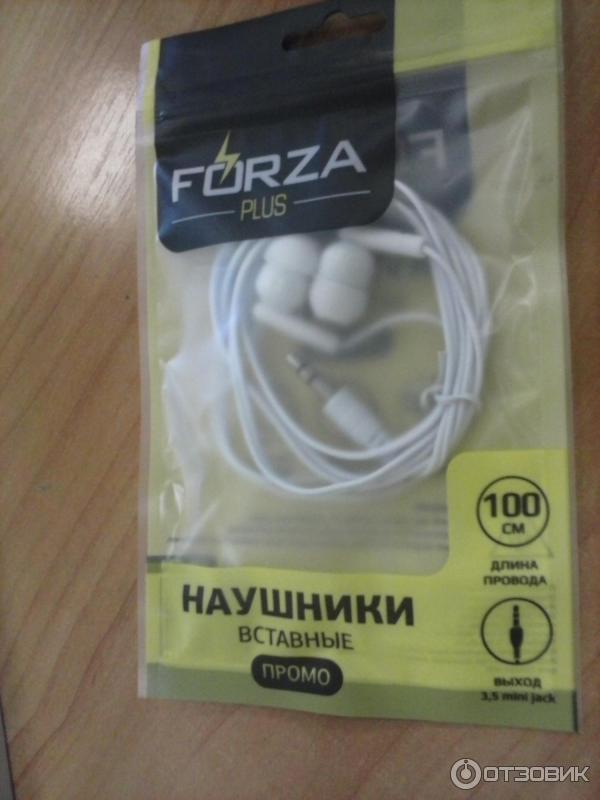 FORZA
PLUS
100
СМ
ДЛИНА
ПРОВОДА
НАУШНИКИ
ВСТАВНЫЕ
ПРОМО
ВЫХОД
3,5 mini jack
ОТЗОВИК